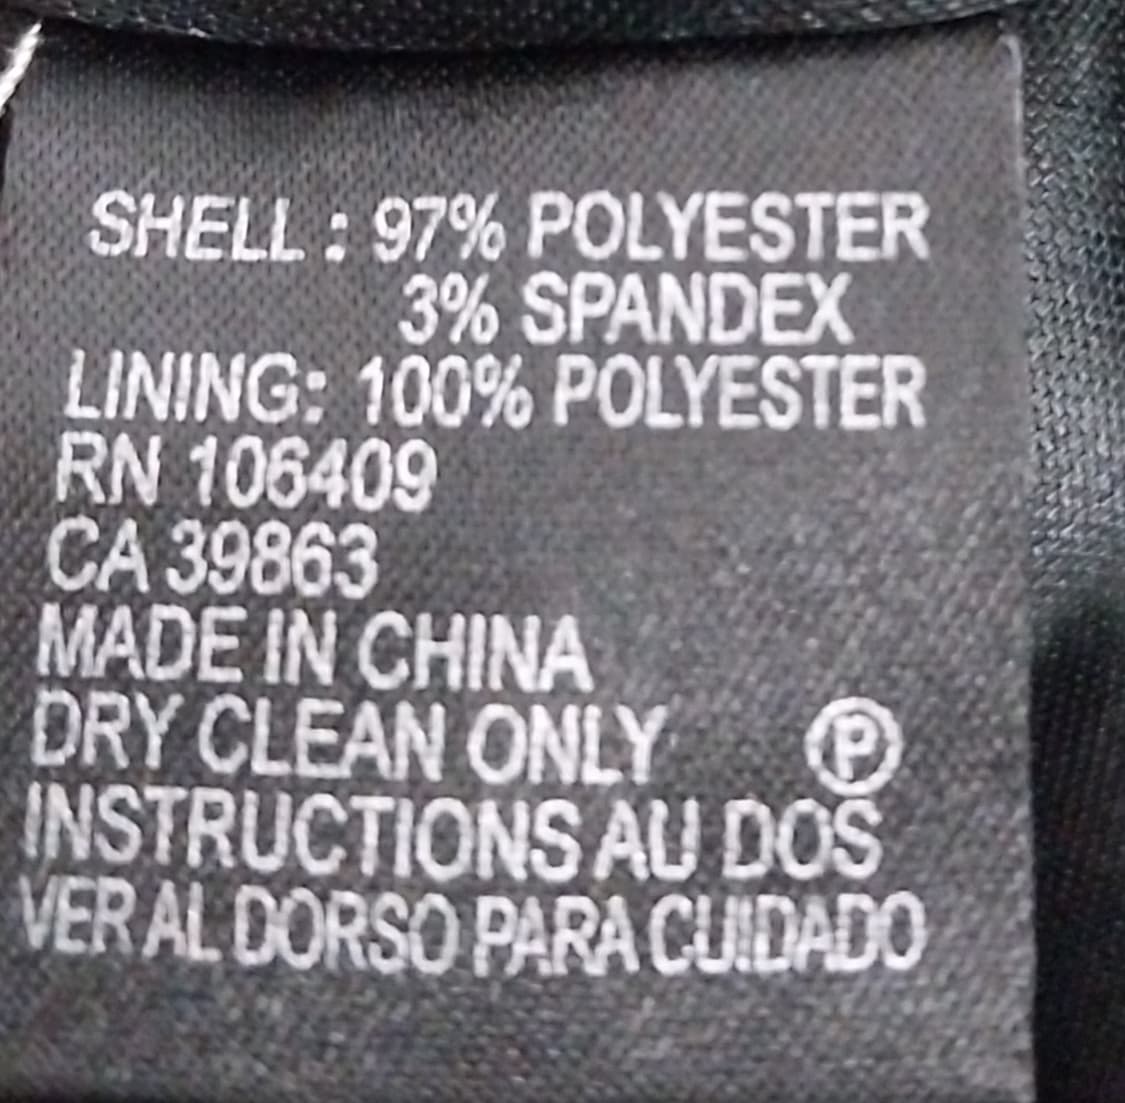 SHELL : 97% POLYESTER
3% SPANDEX
LINING: 100% POLYESTER
RN 106409
CA 39863
MADE IN CHINA
DRY CLEAN ONLY Ⓟ
INSTRUCTIONS AU DOS
VER AL DORSO PARA CUIDADO